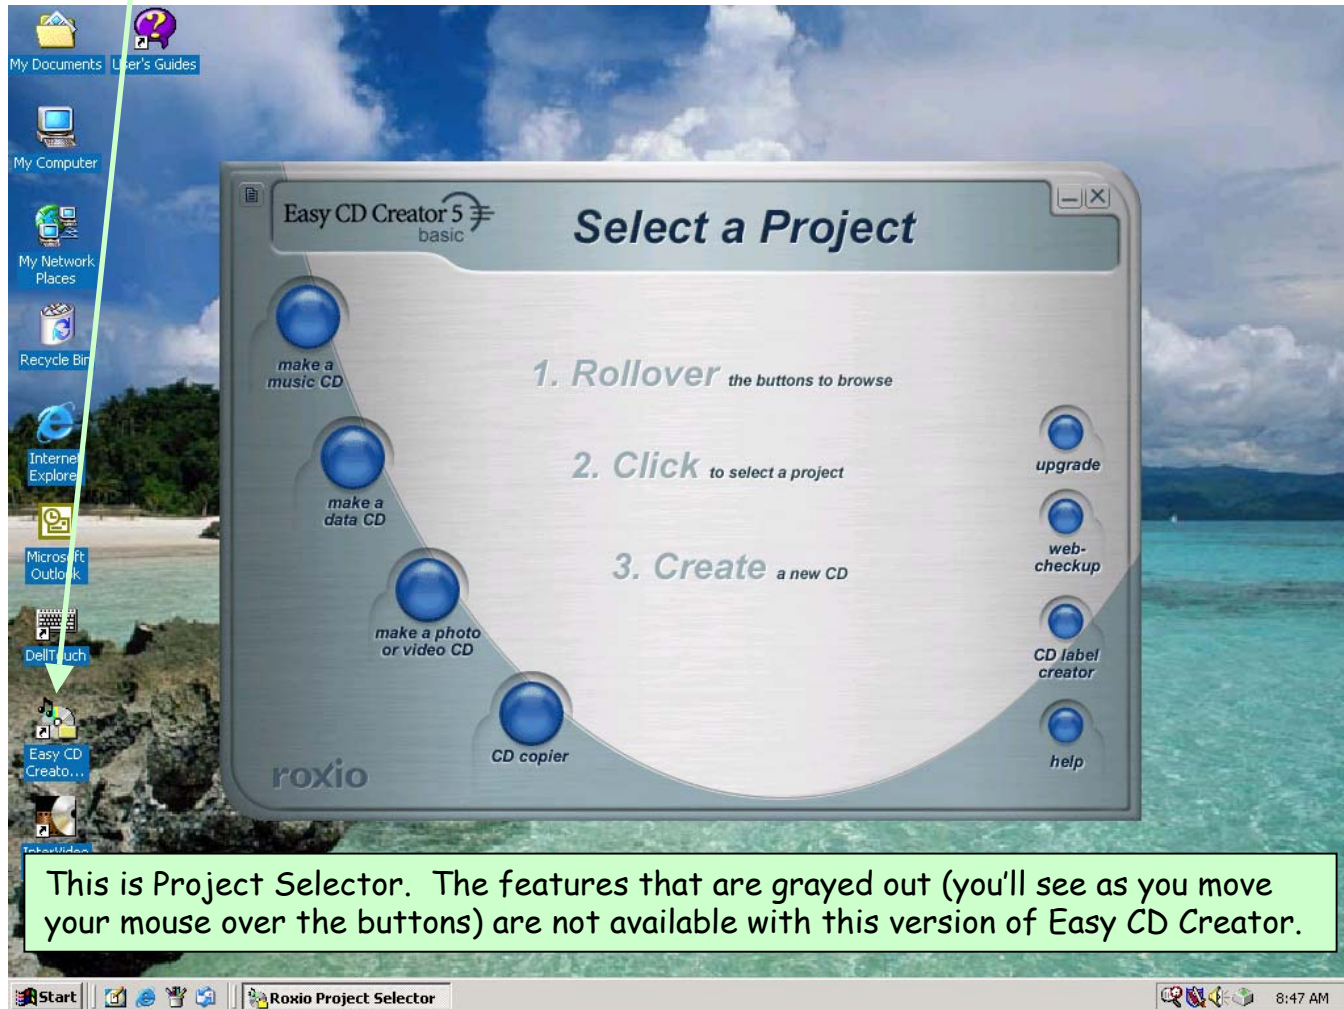 My Documents
User's Guides
My Computer
My Network
Places
Recycle Bin
Internet
Explorer
Microsoft
Outlook
DellTouch
Easy CD
Creato...
InterVideo
Easy CD Creator 5
basic
Select a Project
make a
music CD
make a
data CD
make a photo
or video CD
CD copier
1. Rollover the buttons to browse
2. Click to select a project
3. Create a new CD
upgrade
web-
checkup
CD label
creator
help
roxio
This is Project Selector. The features that are grayed out (you'll see as you move
your mouse over the buttons) are not available with this version of Easy CD Creator.
Start
Roxio Project Selector
8:47 AM